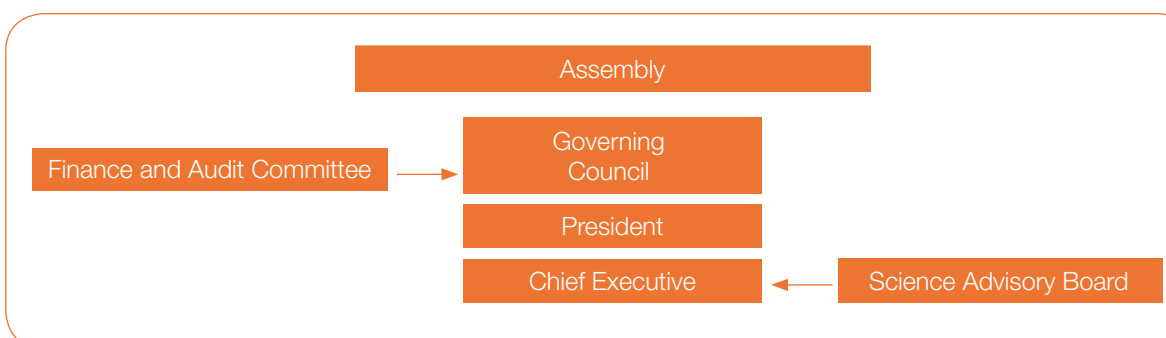 Assembly
Governing
Council
Finance and Audit Committee
President
Chief Executive
Science Advisory Board